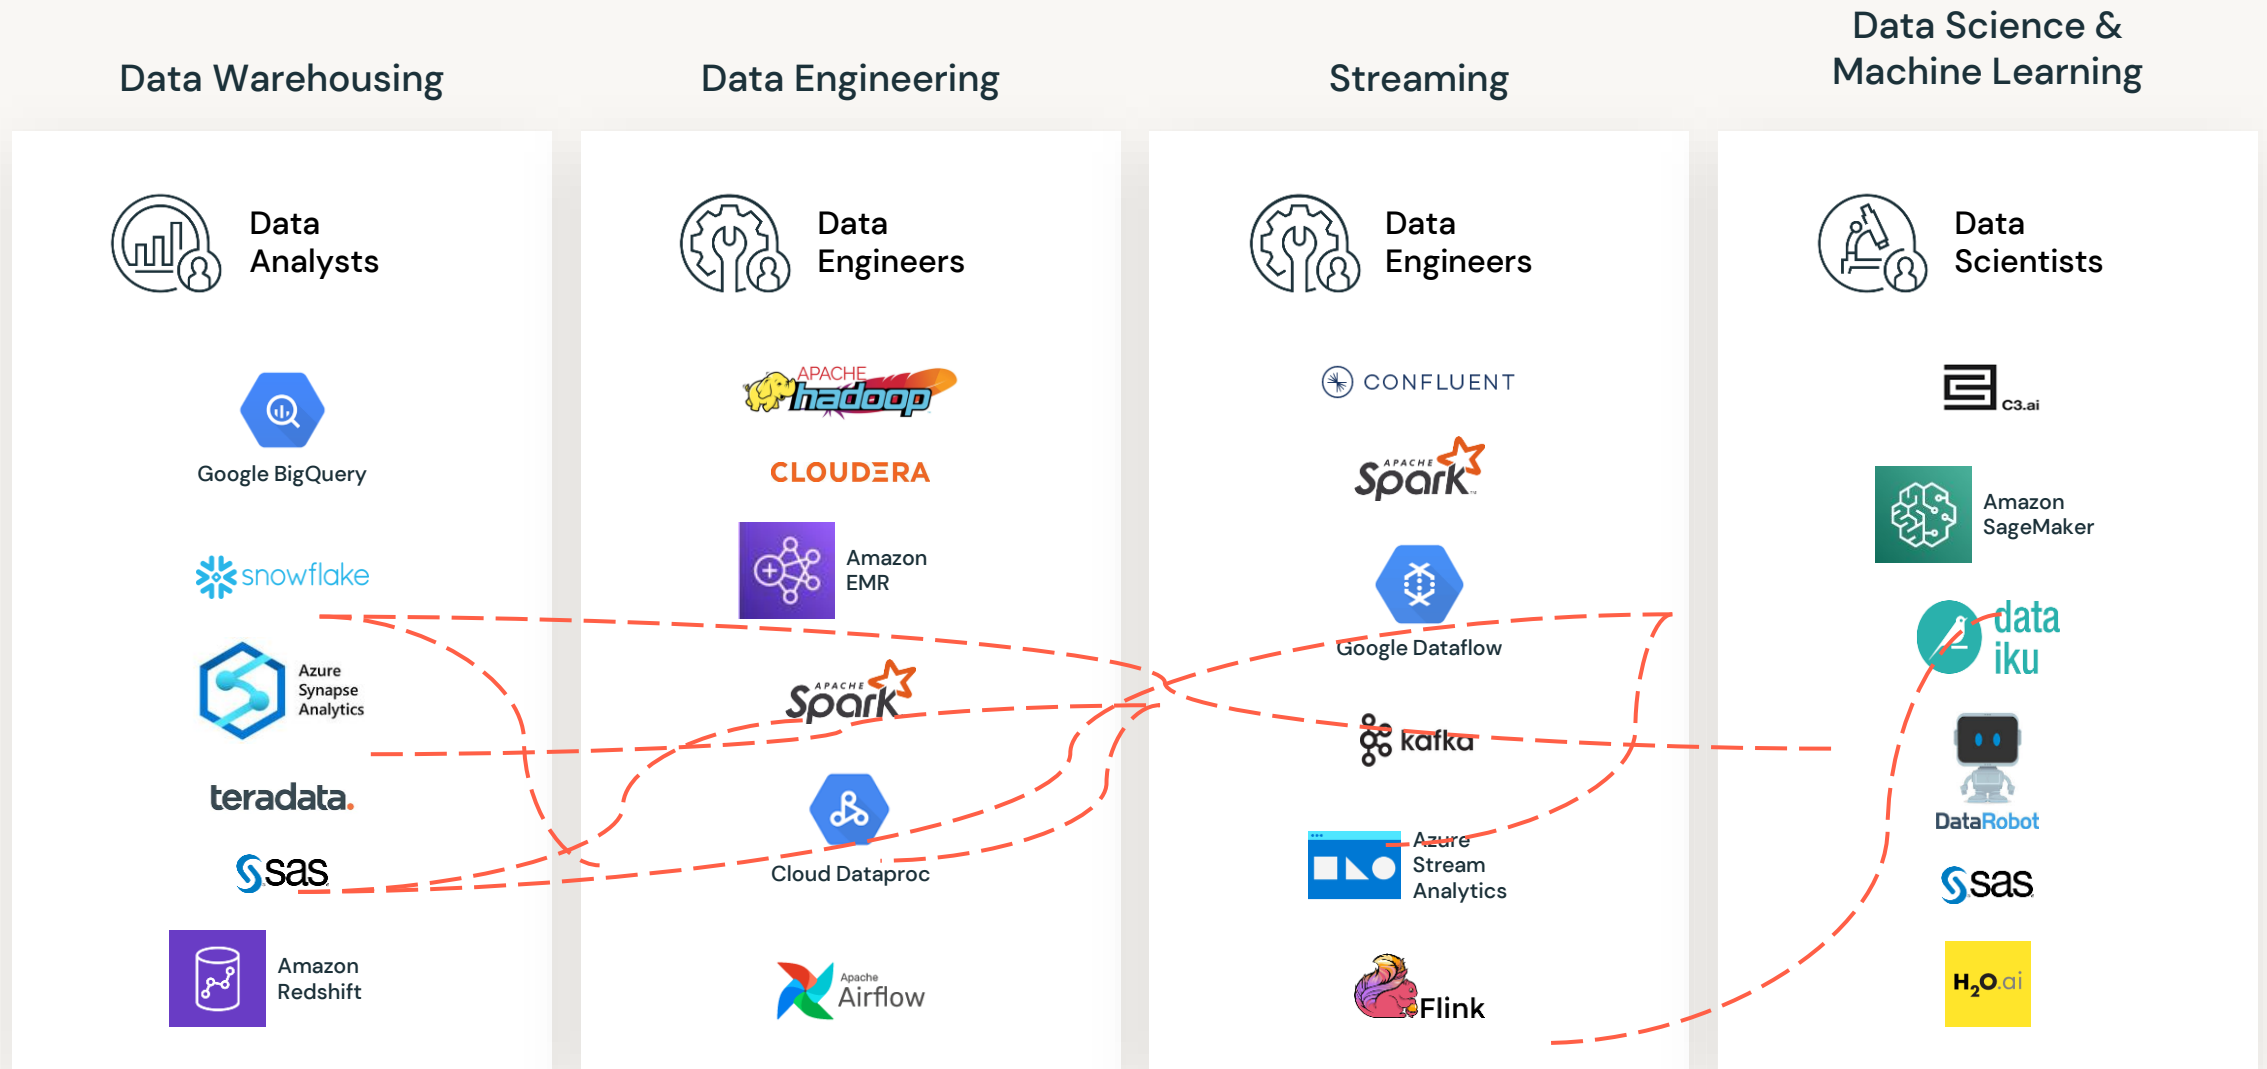 Data Warehousing
Data
Analysts
Google BigQuery
snowflake
Azure
Synapse
Analytics
teradata.
sas
Amazon
Redshift
Data Engineering
Data
Engineers
APACHE
hadoop
CLOUDERA
Amazon
EMR
APACHE
Spark
Cloud Dataproc
Apache
Airflow
Streaming
Data
Engineers
CONFLUENT
APACHE
Spark™
Google Dataflow
kafka
Azure
Stream
Analytics
Flink
Data Science &
Machine Learning
Data
Scientists
C3.ai
Amazon
SageMaker
data
iku
DataRobot
sas
H2O.ai